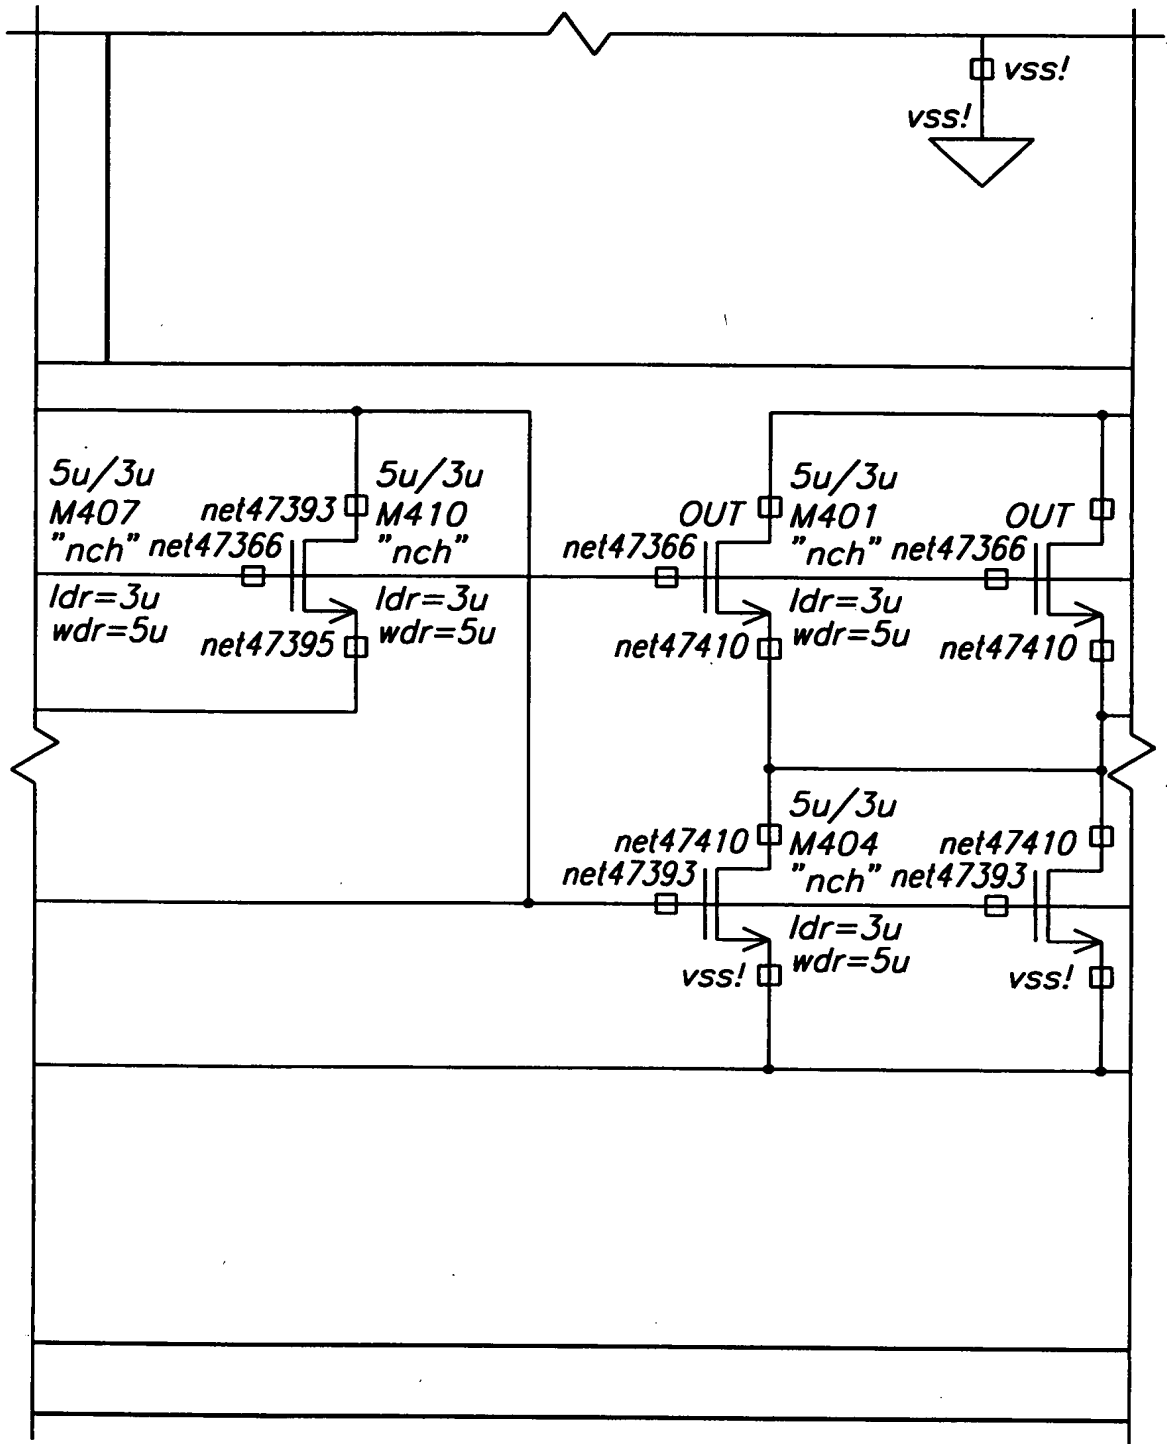 vss!
vss!
5u/3u
M407
"nch"
ldr=3u
wdr=5u
net47393
net47366
net47395
5u/3u
M410
"nch"
ldr=3u
wdr=5u
OUT
net47366
net47410
5u/3u
M401
"nch"
ldr=3u
wdr=5u
OUT
net47366
net47410
net47410
net47393
vss!
5u/3u
M404
"nch"
ldr=3u
wdr=5u
net47410
net47393
vss!